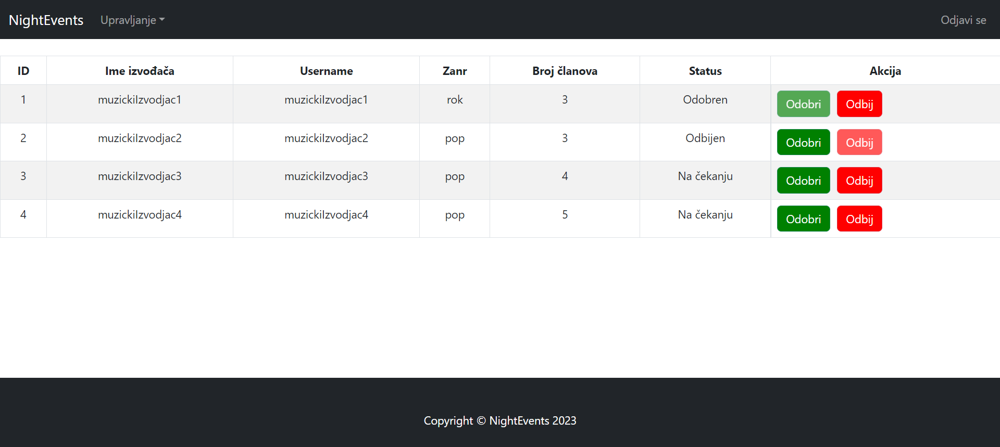 NightEvents Upravljanje Odjavi se
ID Ime izvođača Username Zanr Broj članova Status Akcija
1 muzickiIzvodjac1 muzickiIzvodjac1 rok 3 Odobren Odobri Odbij
2 muzickiIzvodjac2 muzickiIzvodjac2 pop 3 Odbijen Odobri Odbij
3 muzickiIzvodjac3 muzickiIzvodjac3 pop 4 Na čekanju Odobri Odbij
4 muzickiIzvodjac4 muzickiIzvodjac4 pop 5 Na čekanju Odobri Odbij
Copyright © NightEvents 2023